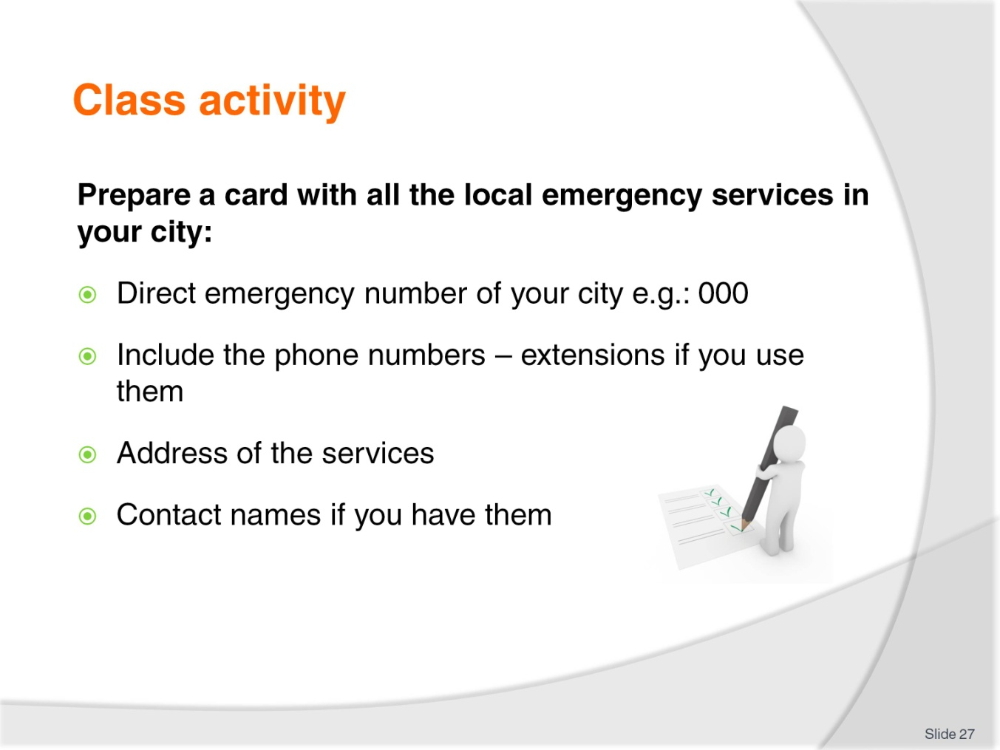 Class activity
Prepare a card with all the local emergency services in
your city:
Direct emergency number of your city e.g.: 000
Include the phone numbers – extensions if you use
them
Address of the services
Contact names if you have them
Slide 27